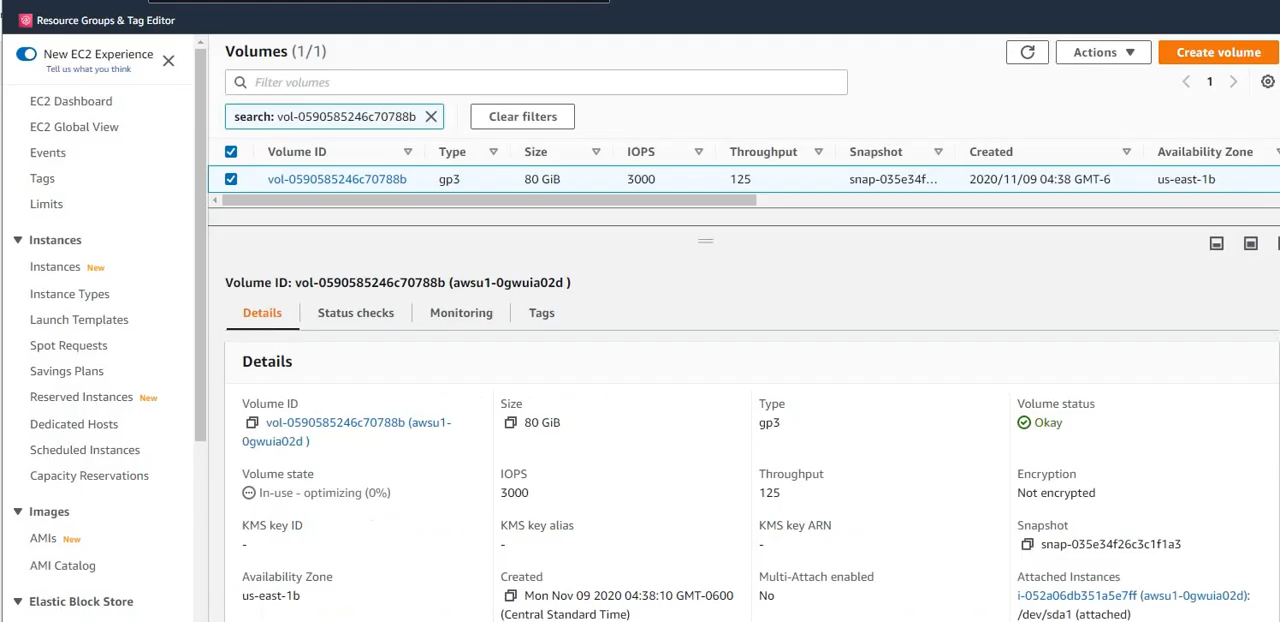 Resource Groups & Tag Editor
New EC2 Experience
Tell us what you think
EC2 Dashboard
EC2 Global View
Events
Tags
Limits
Instances
Instances New
Instance Types
Launch Templates
Spot Requests
Savings Plans
Reserved Instances New
Dedicated Hosts
Scheduled Instances
Capacity Reservations
Images
AMIs New
AMI Catalog
Elastic Block Store
Volumes (1/1)
Actions
Create volume
Filter volumes
1
search: vol-0590585246c70788b
Clear filters
Volume ID Type Size IOPS Throughput Snapshot Created Availability Zone
vol-0590585246c70788b gp3 80 GiB 3000 125 snap-035e34f... 2020/11/09 04:38 GMT-6 us-east-1b
Volume ID: vol-0590585246c70788b (awsu1-0gwuia02d )
Details Status checks Monitoring Tags
Details
Volume ID Size Type Volume status
vol-0590585246c70788b (awsu1- 80 GiB gp3 Okay
0gwuia02d )
Volume state IOPS Throughput Encryption
In-use - optimizing (0%) 3000 125 Not encrypted
KMS key ID KMS key alias KMS key ARN Snapshot
- - - snap-035e34f26c3c1f1a3
Availability Zone Created Multi-Attach enabled Attached Instances
us-east-1b Mon Nov 09 2020 04:38:10 GMT-0600 No i-052a06db351a5e7ff (awsu1-0gwuia02d):
(Central Standard Time) /dev/sda1 (attached)